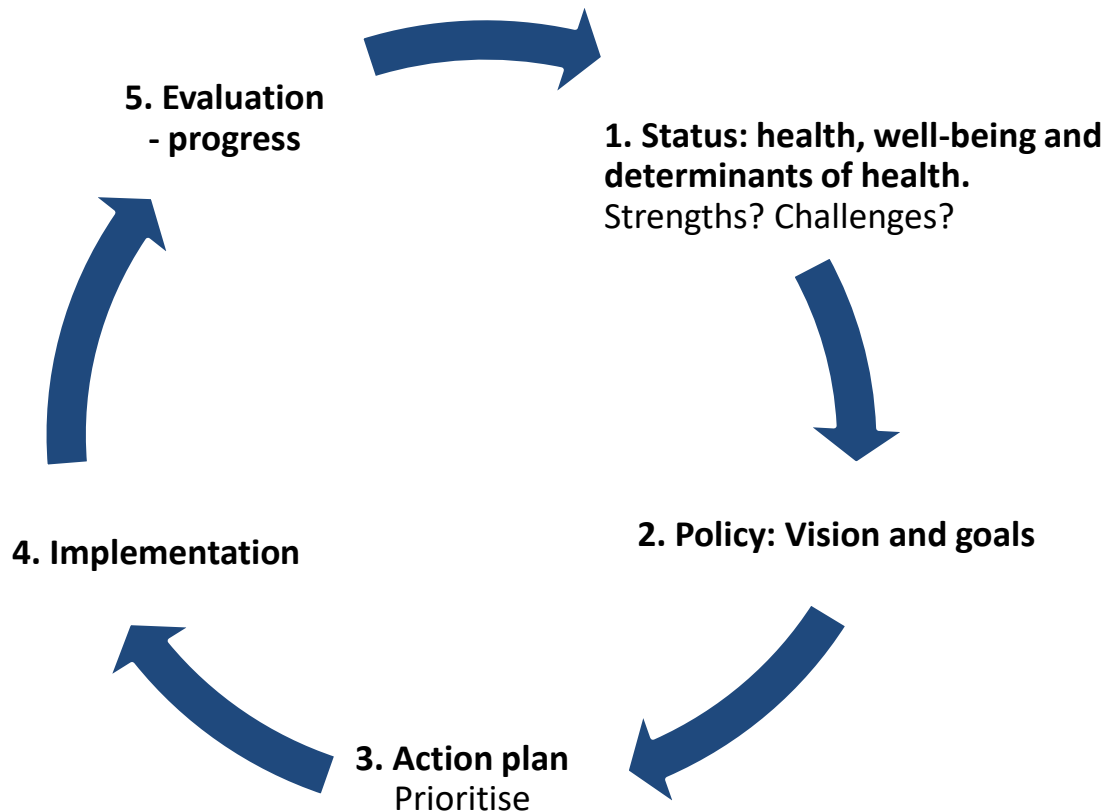 1. Status: health, well-being and
determinants of health.
Strengths? Challenges?
2. Policy: Vision and goals
3. Action plan
Prioritise
4. Implementation
5. Evaluation
- progress